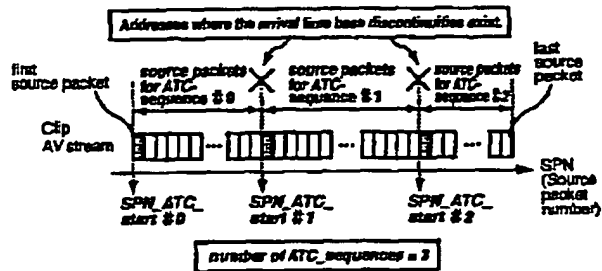 Addresses where the arrival time base discontinuities exist.
first
source packet
source packets
for ATC-
sequence #0
source packets
for ATC-
sequence #1
source packets
for ATC-
sequence #2
last
source
packet
Clip
AV stream
SPN
(Source
packet
number)
SPN_ATC_
start #0
SPN_ATC_
start #1
SPN_ATC_
start #2
number of ATC_sequences = 3